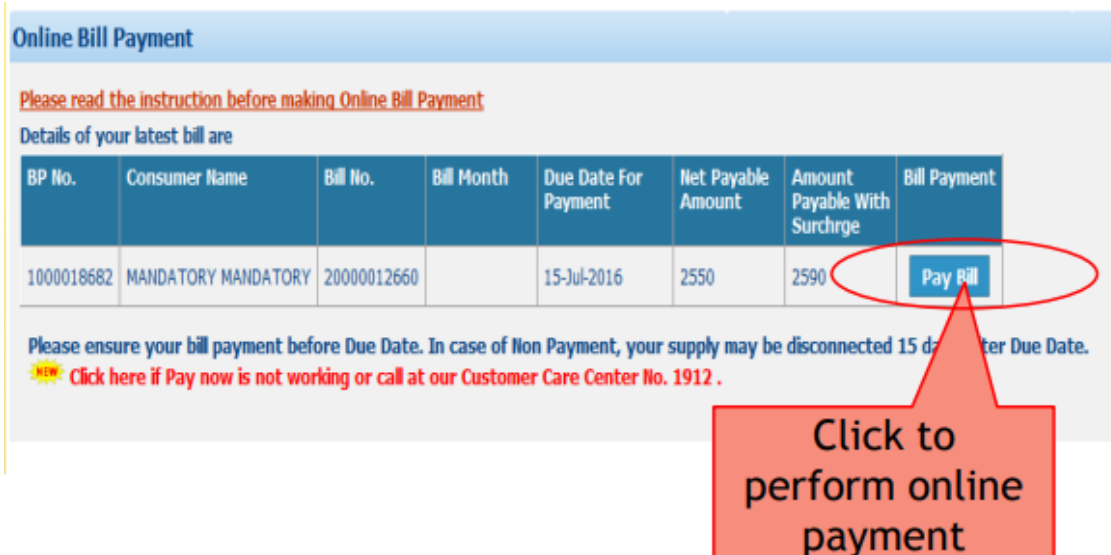 Online Bill Payment
Please read the instruction before making Online Bill Payment
Details of your latest bill are
BP No. Consumer Name Bill No. Bill Month Due Date For Payment Net Payable Amount Amount Payable With Surchrge Bill Payment
1000018682 MANDATORY MANDATORY 20000012660 15-Jul-2016 2550 2590 Pay Bill
Please ensure your bill payment before Due Date. In case of Non Payment, your supply may be disconnected 15 Due Date.
NEW Click here if Pay now is not working or call at our Customer Care Center No. 1912 .
Click to
perform online
payment